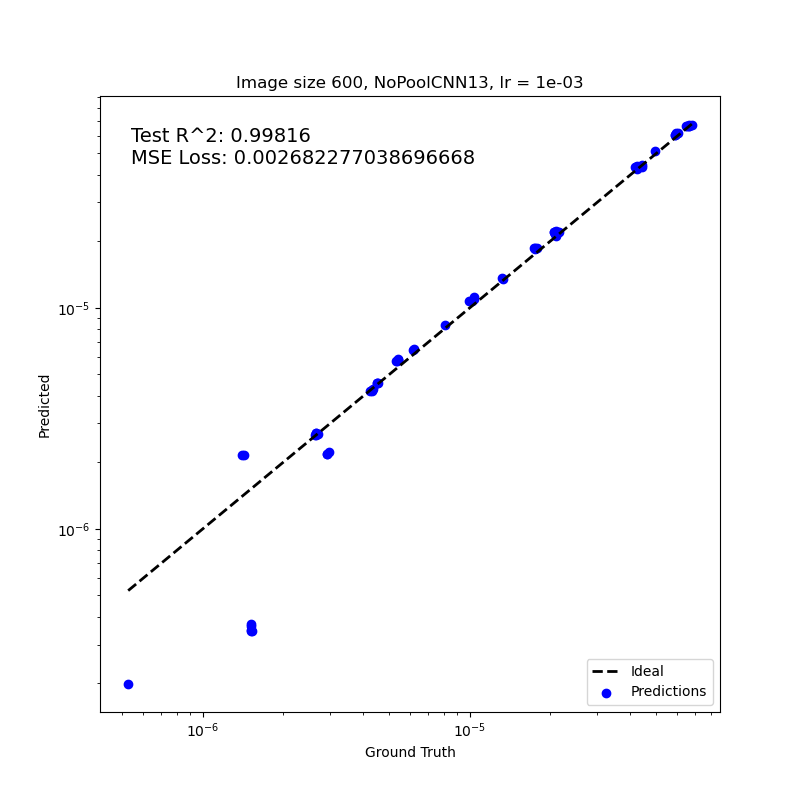 Image size 600, NoPoolCNN13, lr = 1e-03
Test R^2: 0.99816
MSE Loss: 0.002682277038696668
10⁻⁵
10⁻⁶
Predicted
10⁻⁶
10⁻⁵
Ground Truth
Ideal
Predictions